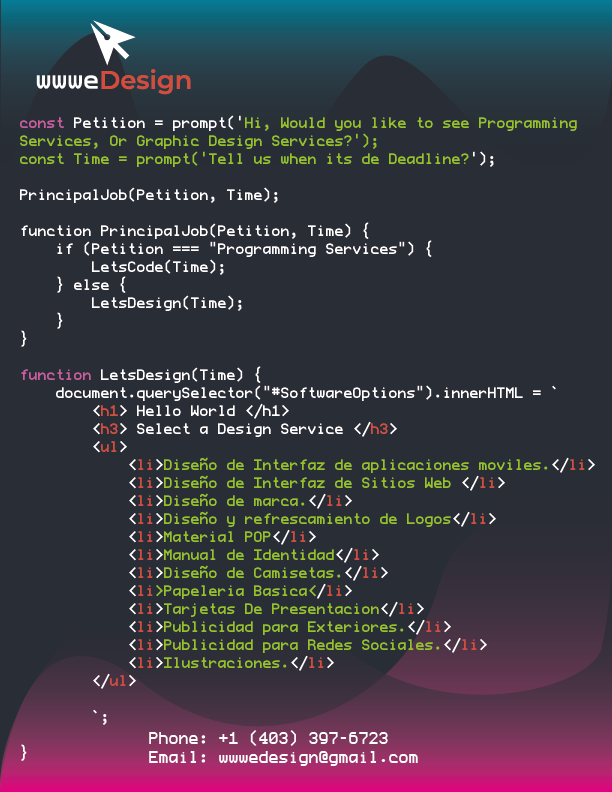 wwweDesign
const Petition = prompt('Hi, Would you like to see Programming
Services, Or Graphic Design Services?');
const Time = prompt('Tell us when its de Deadline?');
PrincipalJob(Petition, Time);
function PrincipalJob(Petition, Time) {
    if (Petition === "Programming Services") {
        LetsCode(Time);
    } else {
        LetsDesign(Time);
    }
}
function LetsDesign(Time) {
    document.querySelector("#SoftwareOptions").innerHTML = `
        <h1> Hello World </h1>
        <h3> Select a Design Service </h3>
        <ul>
            <li>Diseño de Interfaz de aplicaciones moviles.</li>
            <li>Diseño de Interfaz de Sitios Web </li>
            <li>Diseño de marca.</li>
            <li>Diseño y refrescamiento de Logos</li>
            <li>Material POP</li>
            <li>Manual de Identidad</li>
            <li>Diseño de Camisetas.</li>
            <li>Papeleria Basica</li>
            <li>Tarjetas De Presentacion</li>
            <li>Publicidad para Exteriores.</li>
            <li>Publicidad para Redes Sociales.</li>
            <li>Ilustraciones.</li>
        </ul>
        `;
Phone: +1 (403) 397-6723
}
Email: wwwedesign@gmail.com